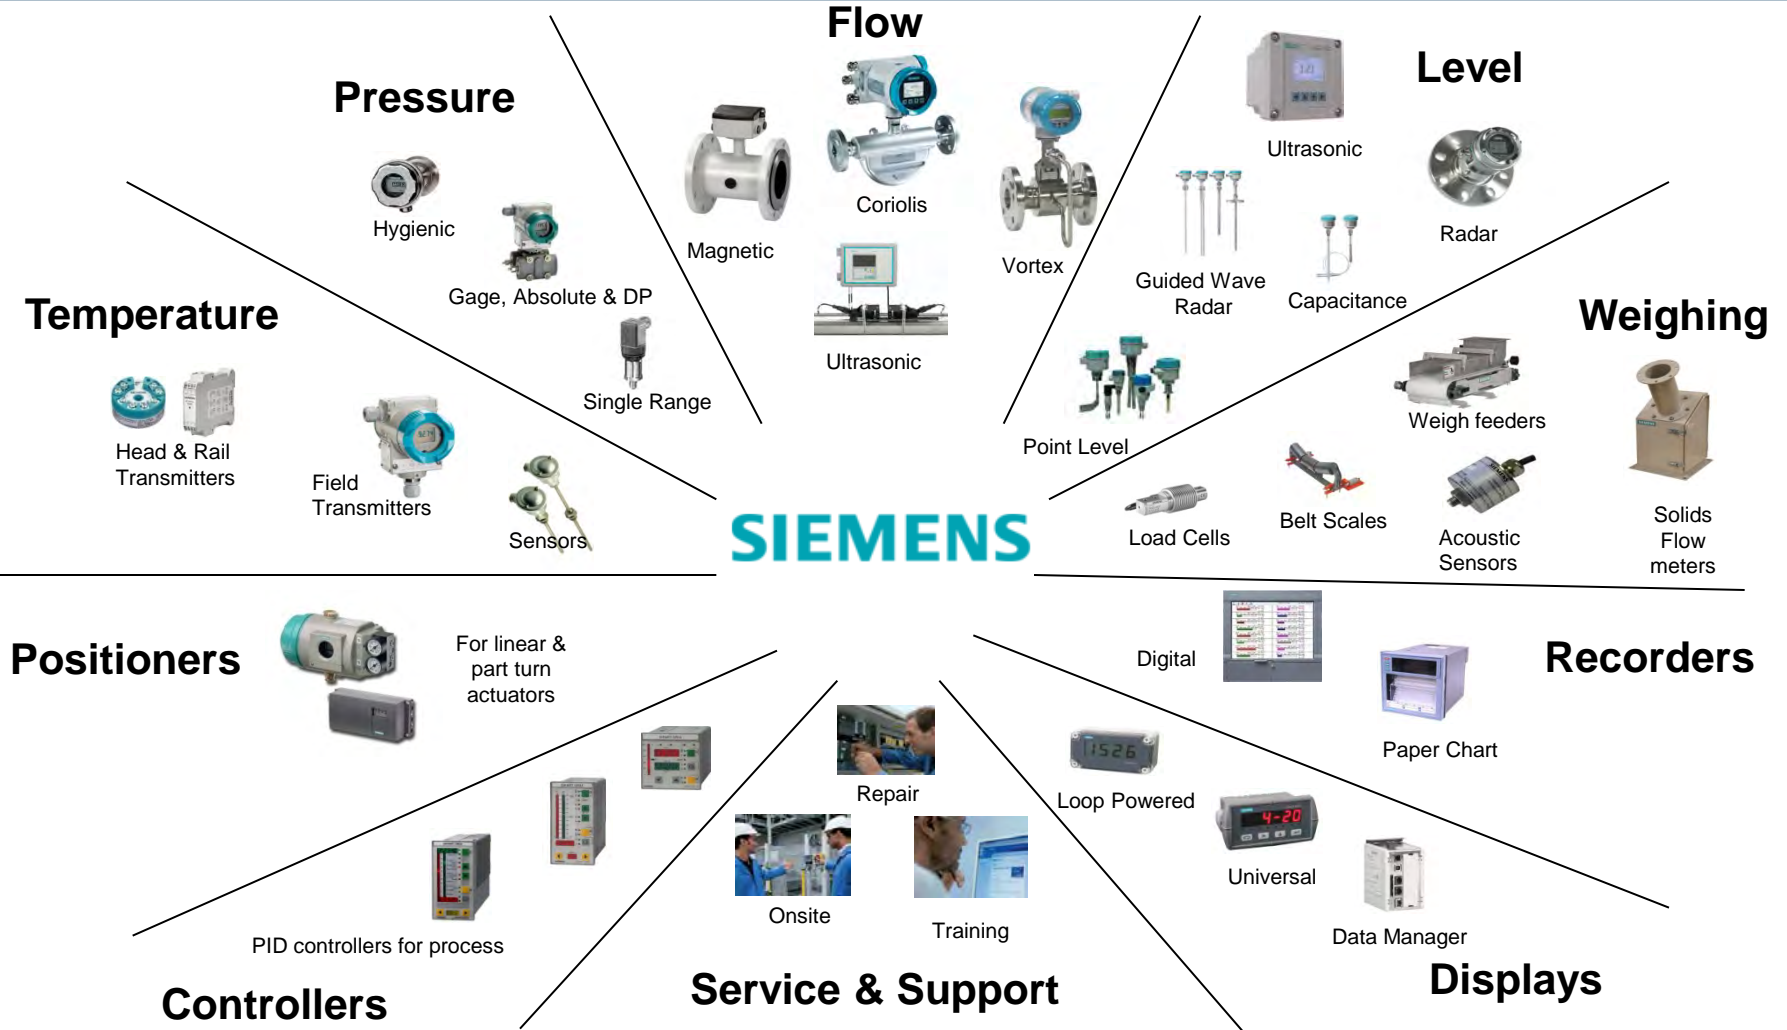 Flow
Level
Pressure
Ultrasonic
Coriolis
Hygienic
Radar
Magnetic
Vortex
Guided Wave
Radar
Gage, Absolute & DP
Capacitance
Temperature
Weighing
Ultrasonic
Single Range
Weigh feeders
Point Level
Head & Rail
Transmitters
Field
Transmitters
Sensors
SIEMENS
Load Cells
Belt Scales
Acoustic
Sensors
Solids
Flow
meters
Positioners
For linear &
part turn
actuators
Digital
Recorders
Paper Chart
1526
Repair
Loop Powered
4-20
Universal
Onsite
Training
Data Manager
PID controllers for process
Controllers
Service & Support
Displays